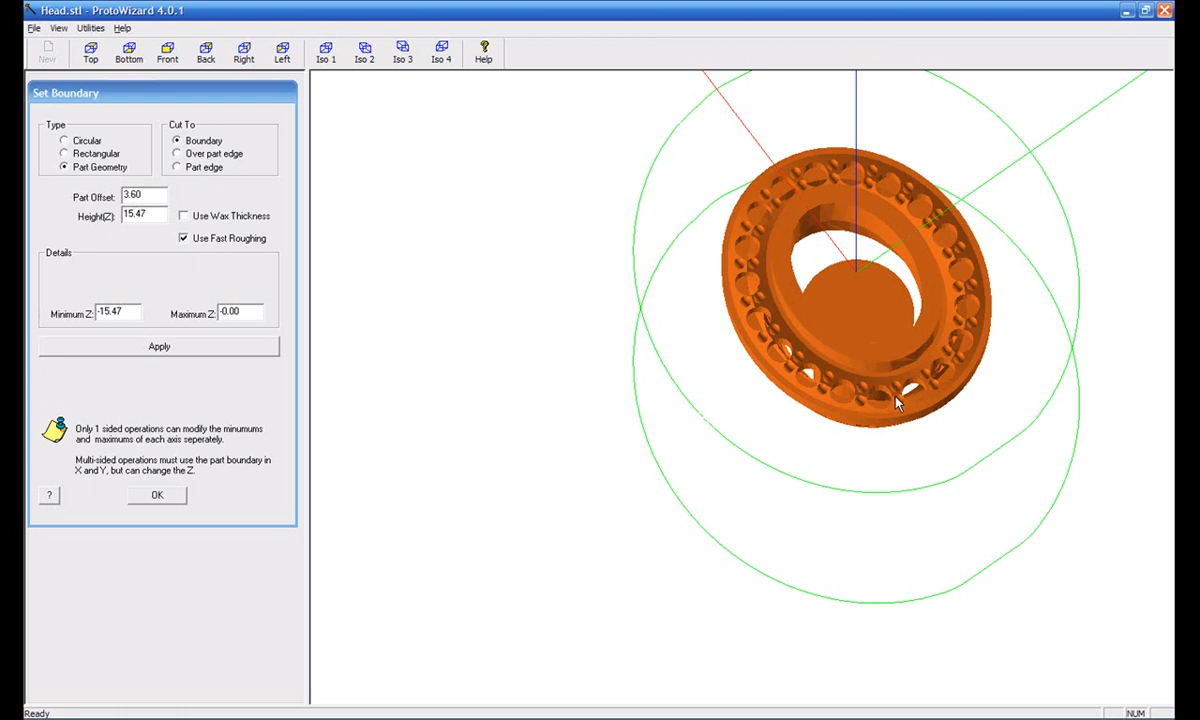 Head.stl - ProtoWizard 4.0.1
File View Utilities Help
New Top Bottom Front Back Right Left Iso 1 Iso 2 Iso 3 Iso 4 Help
Set Boundary
Type
Circular
Rectangular
Part Geometry
Cut To
Boundary
Over part edge
Part edge
Part Offset: 3.60
Height(Z): 15.47
Use Wax Thickness
Use Fast Roughing
Details
Minimum Z: -15.47 Maximum Z: -0.00
Apply
Only 1 sided operations can modify the minumums
and maximums of each axis seperately.
Multi-sided operations must use the part boundary in
X and Y, but can change the Z.
? OK
Ready NUM